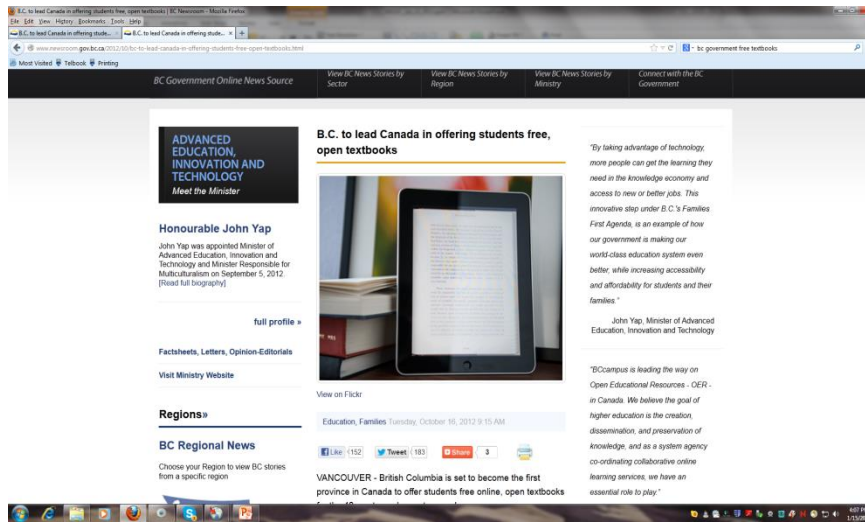 B.C. to lead Canada in offering students free, open textbooks | BC Newsroom - Mozilla Firefox
File Edit View History Bookmarks Tools Help
B.C. to lead Canada in offering stude... B.C. to lead Canada in offering stude...
www.newsroom.gov.bc.ca/2012/10/bc-to-lead-canada-in-offering-students-free-open-textbooks.html
bc government free textbooks
Most Visited Telbook Printing
BC Government Online News Source
View BC News Stories by
Sector
View BC News Stories by
Region
View BC News Stories by
Ministry
Connect with the BC
Government
ADVANCED
EDUCATION,
INNOVATION AND
TECHNOLOGY
Meet the Minister
Honourable John Yap
John Yap was appointed Minister of
Advanced Education, Innovation and
Technology and Minister Responsible for
Multiculturalism on September 5, 2012.
[Read full biography]
full profile »
Factsheets, Letters, Opinion-Editorials
Visit Ministry Website
Regions»
BC Regional News
Choose your Region to view BC stories
from a specific region
B.C. to lead Canada in offering students free,
open textbooks
View on Flickr
Education, Families Tuesday, October 16, 2012 9:15 AM
Like 152 Tweet 183 Share 3
VANCOUVER - British Columbia is set to become the first
province in Canada to offer students free online, open textbooks
"By taking advantage of technology,
more people can get the learning they
need in the knowledge economy and
access to new or better jobs. This
innovative step under B.C.'s Families
First Agenda, is an example of how
our government is making our
world-class education system even
better, while increasing accessibility
and affordability for students and their
families."
John Yap, Minister of Advanced
Education, Innovation and Technology
"BCcampus is leading the way on
Open Educational Resources - OER -
in Canada. We believe the goal of
higher education is the creation,
dissemination, and preservation of
knowledge, and as a system agency
co-ordinating collaborative online
learning services, we have an
essential role to play."